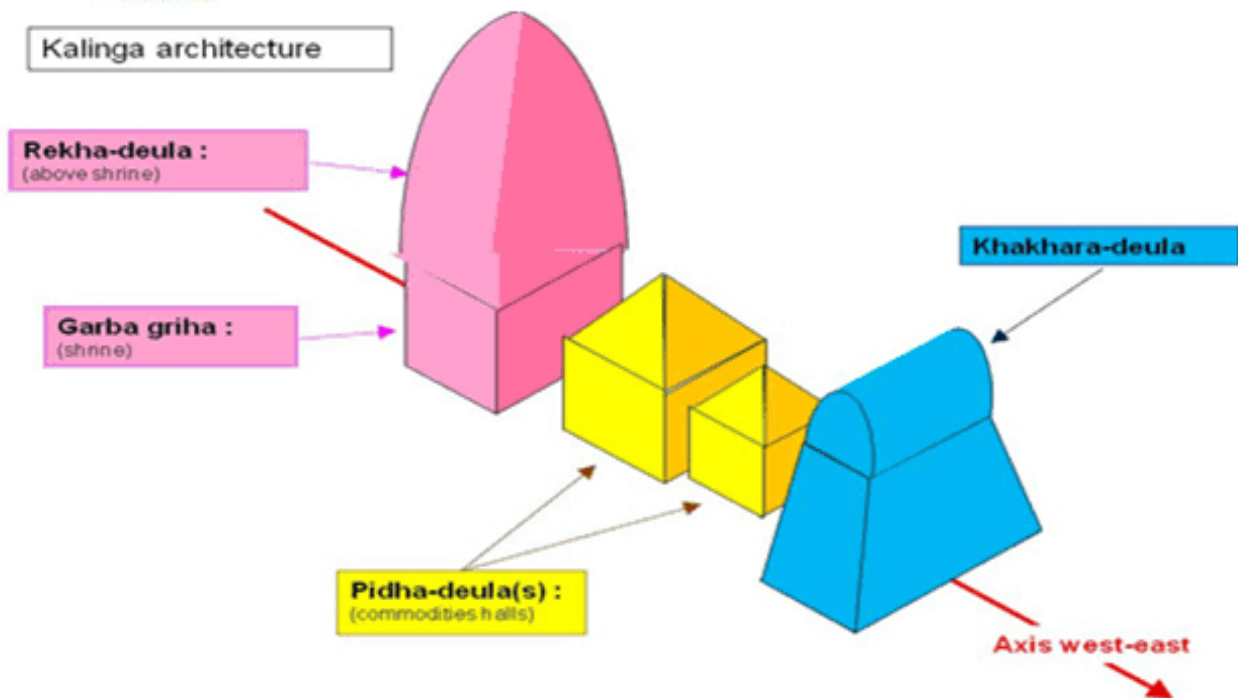 Kalinga architecture
Rekha-deula :
(above shrine)
Khakhara-deula
Garba griha :
(shrine)
Pidha-deula(s) :
(commodities halls)
Axis west-east